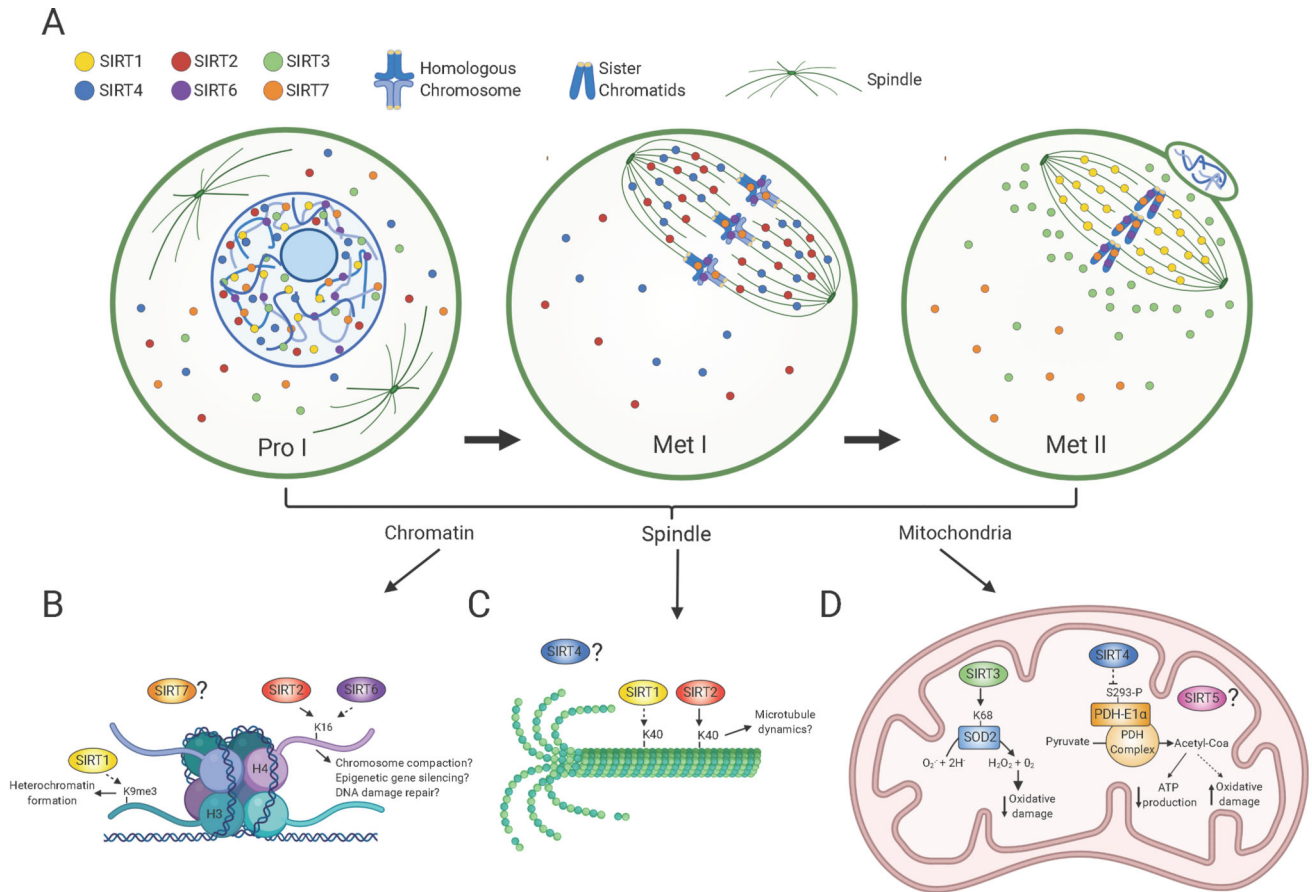 A
SIRT1
SIRT2
SIRT3
SIRT4
SIRT6
SIRT7
Homologous
Chromosome
Sister
Chromatids
Spindle
Pro I
Met I
Met II
Chromatin
Spindle
Mitochondria
B
SIRT7 ?
SIRT2
SIRT6
K16
SIRT1
H4
Heterochromatin
formation
K9me3
H3
Chromosome compaction?
Epigenetic gene silencing?
DNA damage repair?
C
SIRT4 ?
SIRT1
SIRT2
K40
K40
Microtubule
dynamics?
D
SIRT3
K68
SOD2
O₂·⁻ + 2H⁻
H₂O₂ + 0₂
Oxidative
damage
SIRT4
S293-P
PDH-E1α
PDH
Complex
Pyruvate
Acetyl-Coa
ATP
production
Oxidative
damage
SIRT5 ?